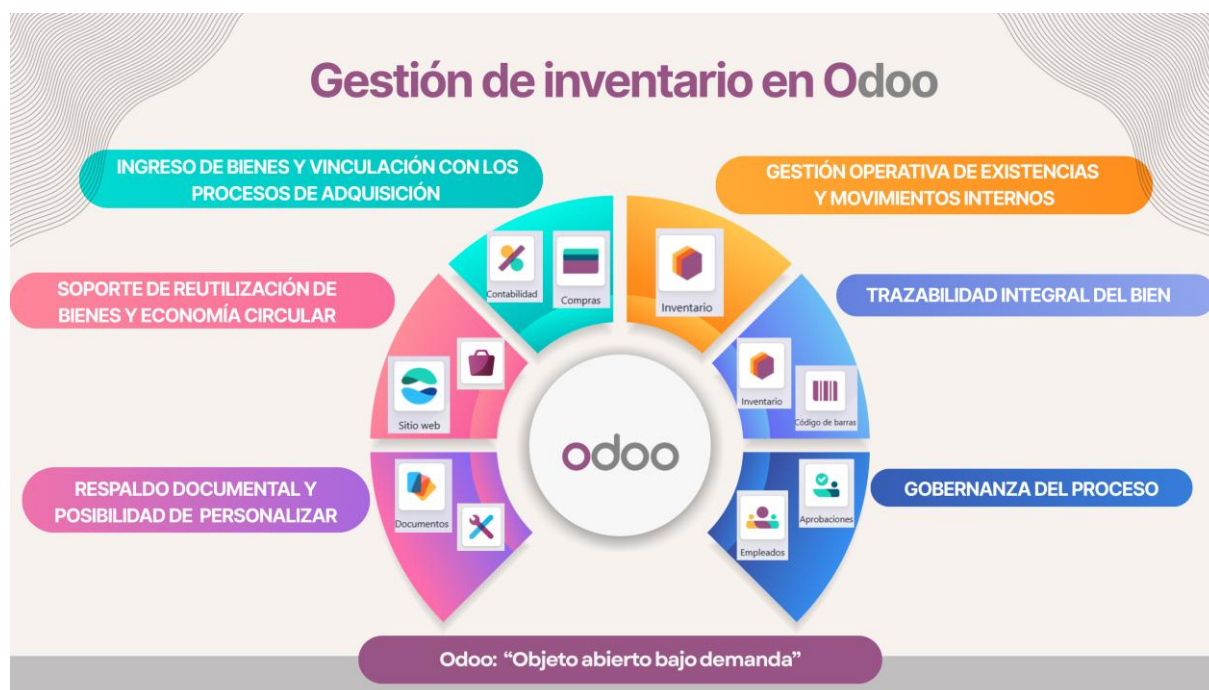 Gestión de inventario en Odoo
INGRESO DE BIENES Y VINCULACIÓN CON LOS
PROCESOS DE ADQUISICIÓN
GESTIÓN OPERATIVA DE EXISTENCIAS
Y MOVIMIENTOS INTERNOS
SOPORTE DE REUTILIZACIÓN DE
BIENES Y ECONOMÍA CIRCULAR
TRAZABILIDAD INTEGRAL DEL BIEN
RESPALDO DOCUMENTAL Y
POSIBILIDAD DE PERSONALIZAR
GOBERNANZA DEL PROCESO
Contabilidad
Compras
Inventario
Sitio web
Inventario
Código de barras
Documentos
Aprobaciones
Empleados
odoo
Odoo: “Objeto abierto bajo demanda”